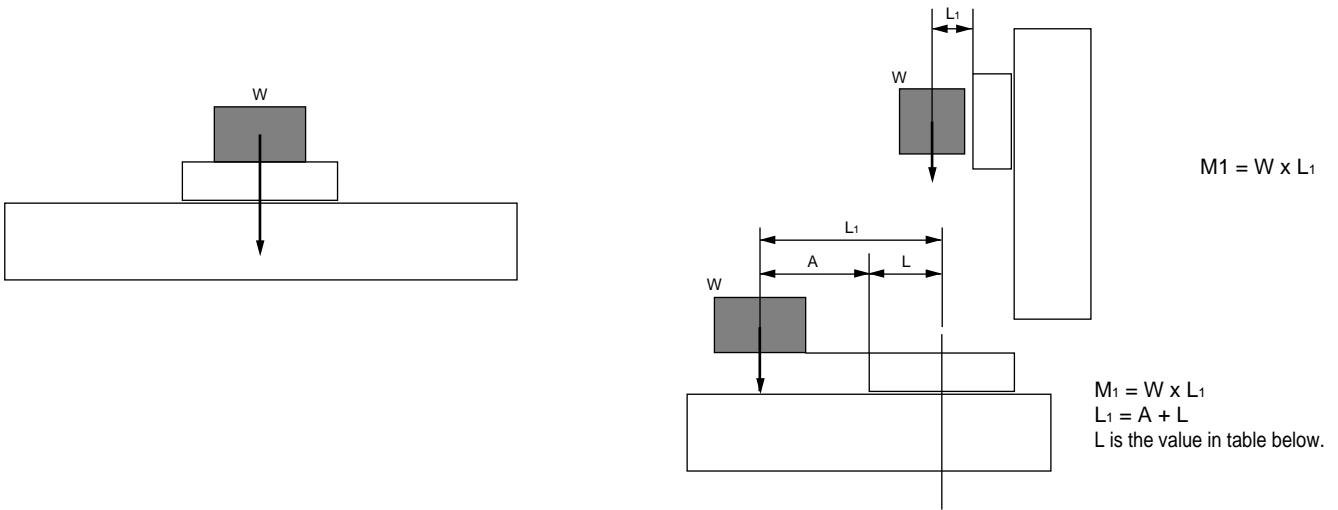 W
L₁
W
M1 = W x L₁
L₁
A
L
W
M₁ = W x L₁
L₁ = A + L
L is the value in table below.